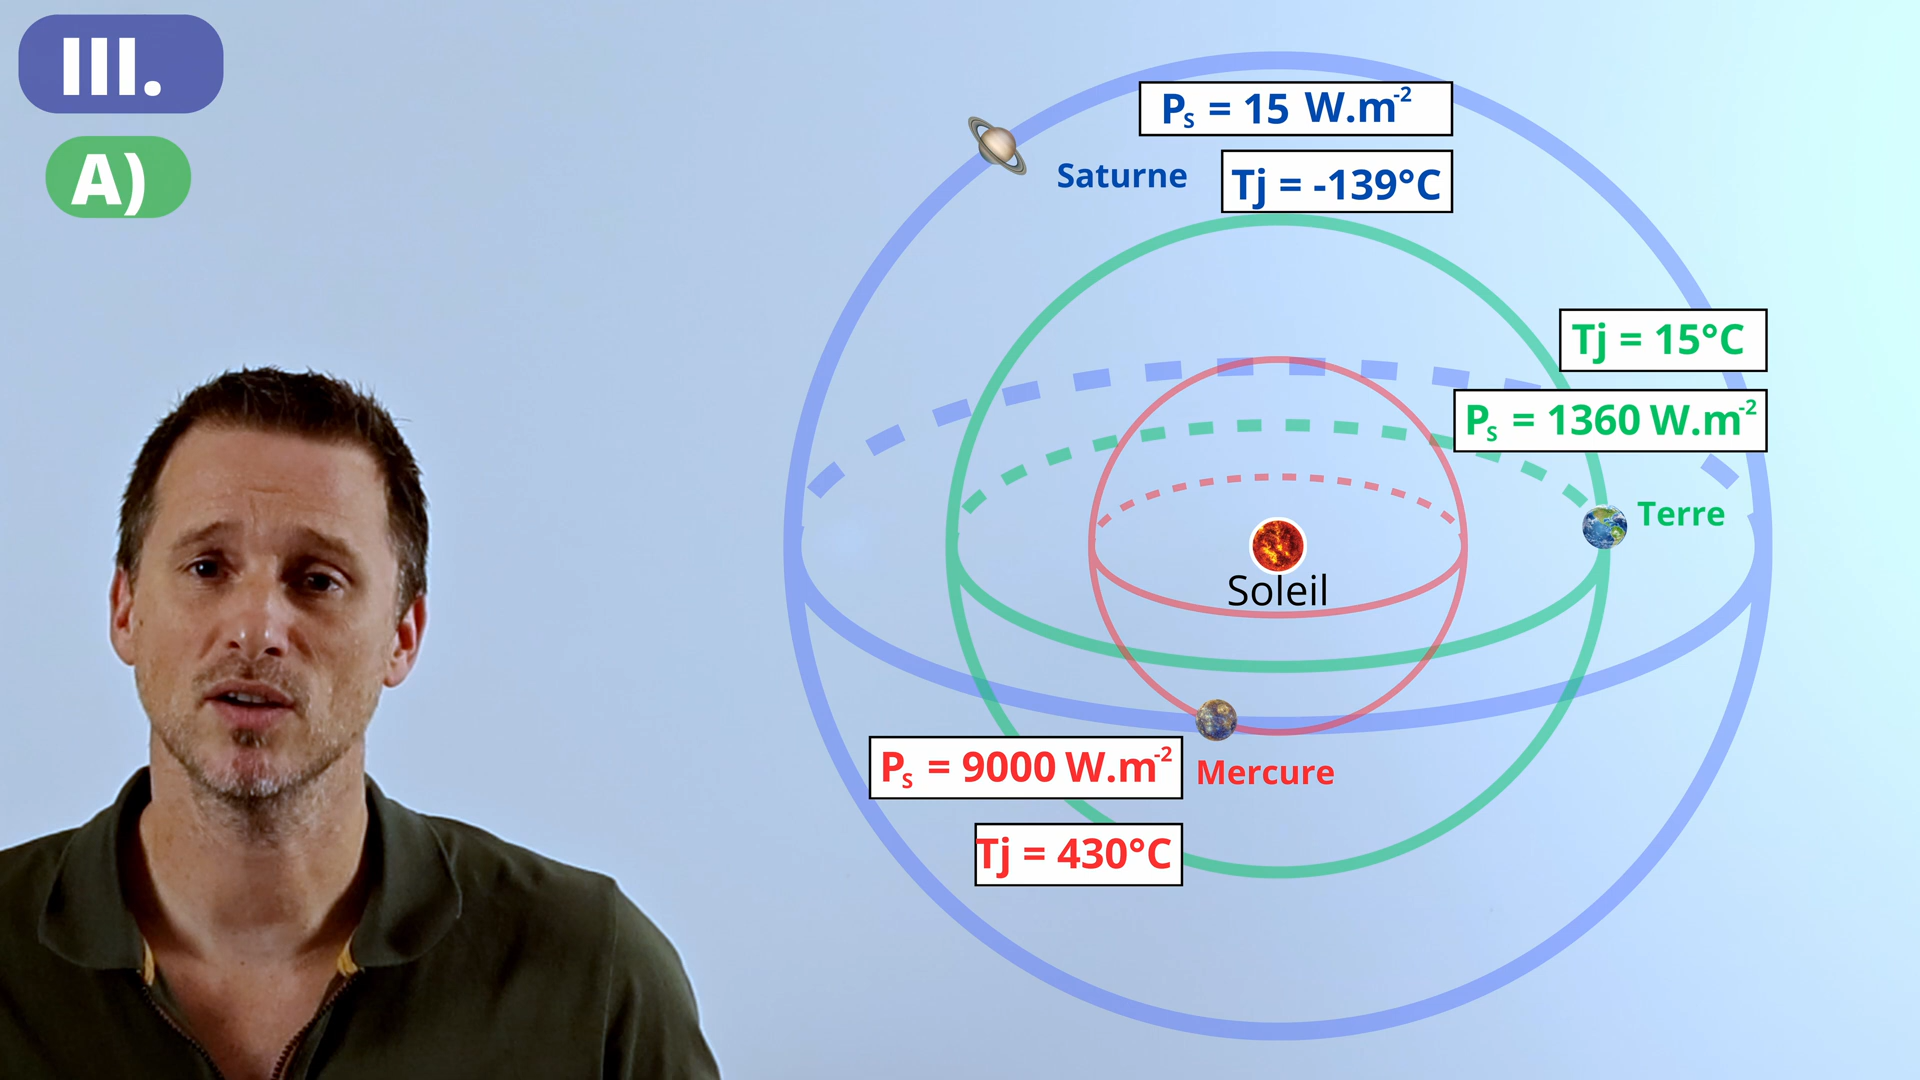 III.
A)
Ps = 15 W.m-2
Saturne
Tj = -139°C
Tj = 15°C
Ps = 1360 W.m-2
Terre
Soleil
Ps = 9000 W.m-2
Mercure
Tj = 430°C